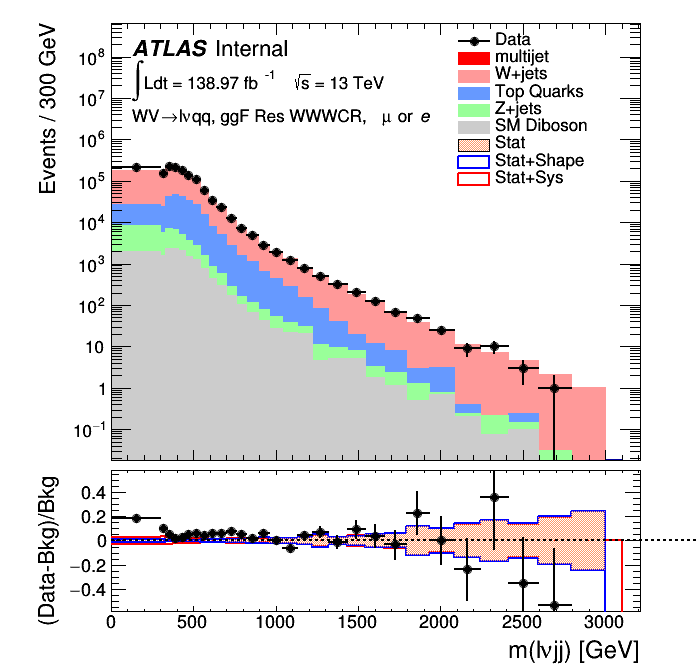 ATLAS Internal
∫Ldt = 138.97 fb⁻¹ √s = 13 TeV
WV→lνqq, ggF Res WWWCR, μ or e
Data
multijet
W+jets
Top Quarks
Z+jets
SM Diboson
Stat
Stat+Shape
Stat+Sys
Events / 300 GeV
10⁸
10⁷
10⁶
10⁵
10⁴
10³
10²
10
1
10⁻¹
(Data-Bkg)/Bkg
0.4
0.2
0
−0.2
−0.4
0 500 1000 1500 2000 2500 3000
m(lνjj) [GeV]